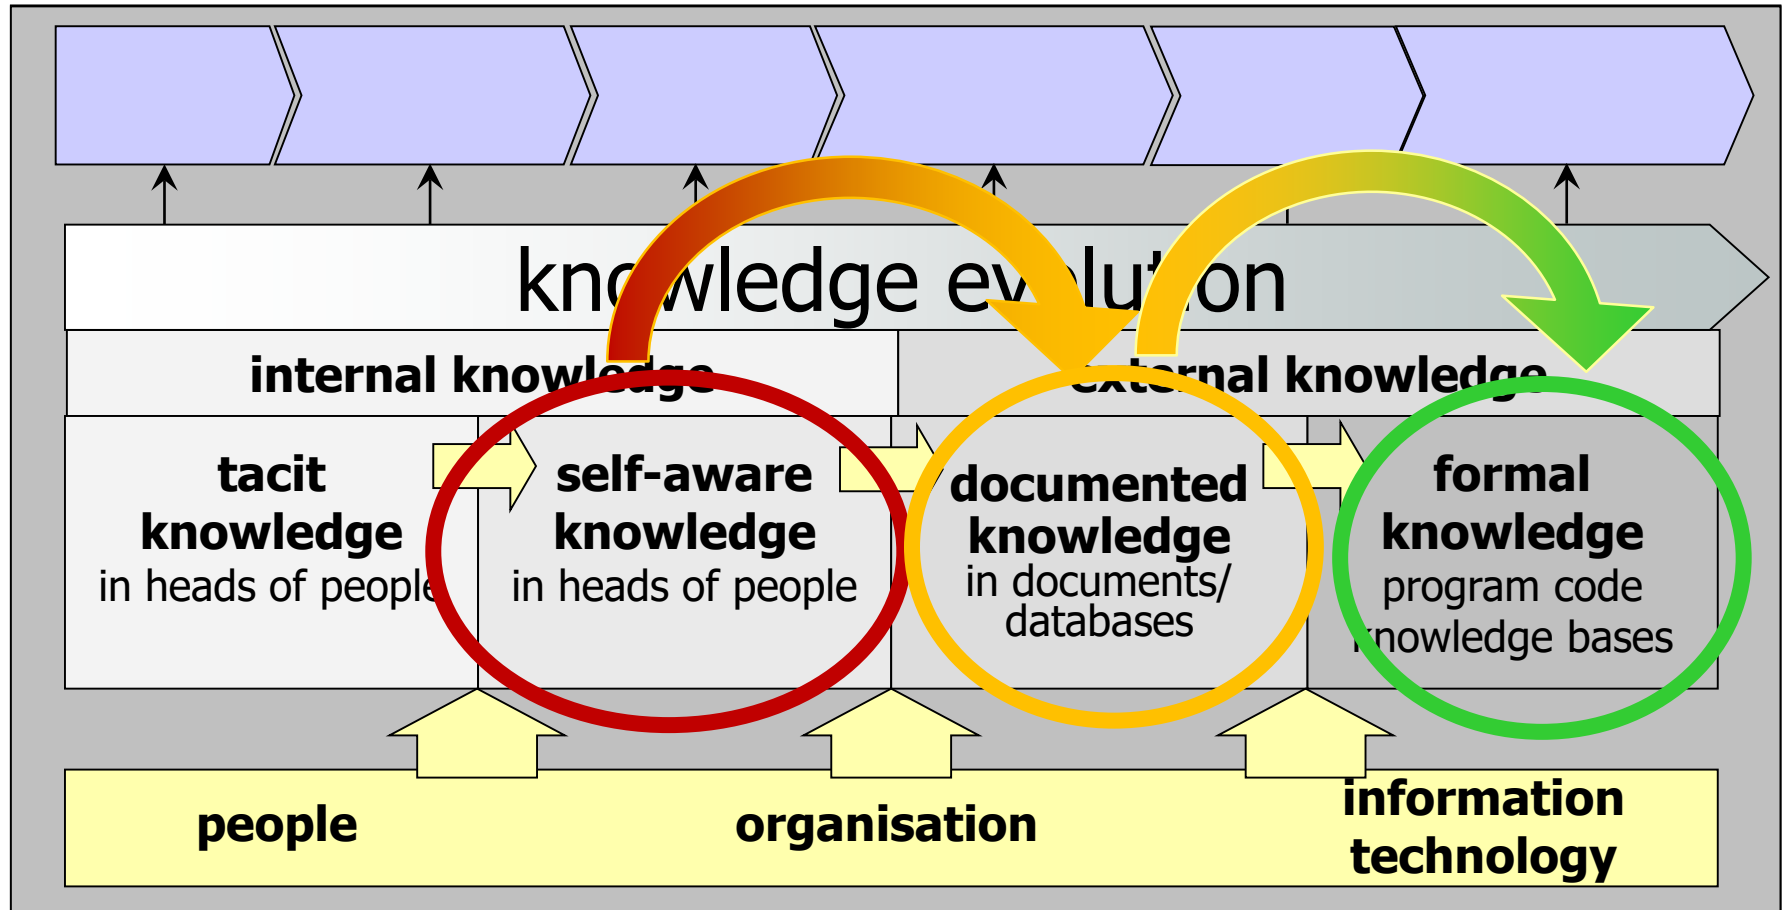 knowledge evolution
internal knowledge
external knowledge
tacit
knowledge
in heads of people
self-aware
knowledge
in heads of people
documented
knowledge
in documents/
databases
formal
knowledge
program code
knowledge bases
people
organisation
information
technology